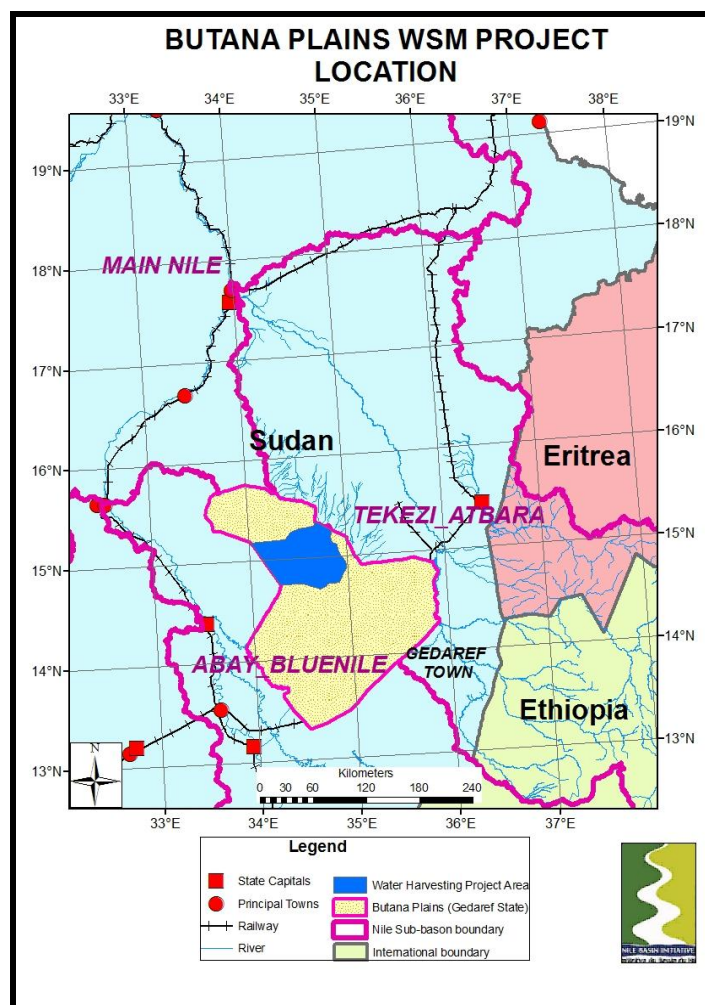 BUTANA PLAINS WSM PROJECT
LOCATION
33°E 34°E 35°E 36°E 37°E 38°E
19°N
19°N
18°N
18°N
17°N
17°N
16°N
16°N
15°N
15°N
14°N
14°N
13°N
13°N
MAIN NILE
Sudan
Eritrea
TEKEZI_ATBARA
ABAY_BLUENILE
GEDAREF
TOWN
Ethiopia
N
Kilometers
0 30 60 120 180 240
33°E 34°E 35°E 36°E 37°E
Legend
State Capitals
Principal Towns
Railway
River
Water Harvesting Project Area
Butana Plains (Gedaref State)
Nile Sub-bason boundary
International boundary
NILE BASIN INITIATIVE